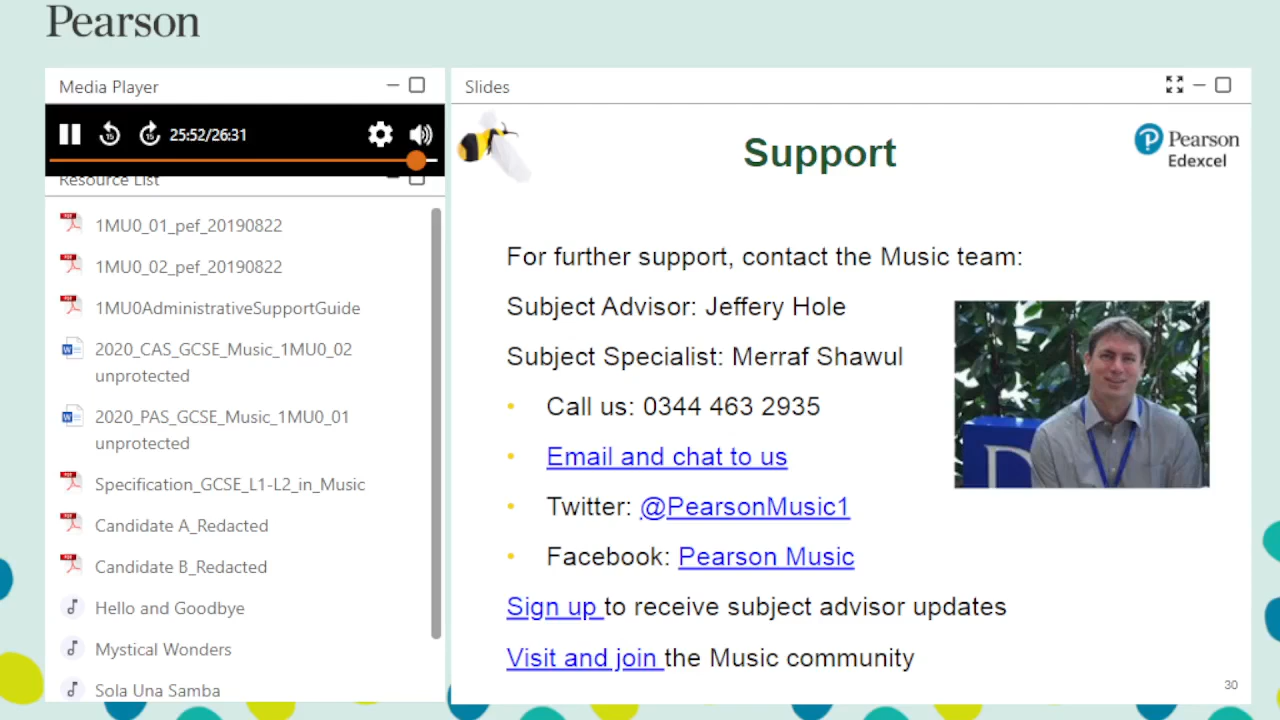 Pearson
Media Player
25:52/26:31
Resource List
1MU0_01_pef_20190822
1MU0_02_pef_20190822
1MU0AdministrativeSupportGuide
2020_CAS_GCSE_Music_1MU0_02
unprotected
2020_PAS_GCSE_Music_1MU0_01
unprotected
Specification_GCSE_L1-L2_in_Music
Candidate A_Redacted
Candidate B_Redacted
Hello and Goodbye
Mystical Wonders
Sola Una Samba
Slides
Support
Pearson
Edexcel
For further support, contact the Music team:
Subject Advisor: Jeffery Hole
Subject Specialist: Merraf Shawul
• Call us: 0344 463 2935
• Email and chat to us
• Twitter: @PearsonMusic1
• Facebook: Pearson Music
Sign up to receive subject advisor updates
Visit and join the Music community
30